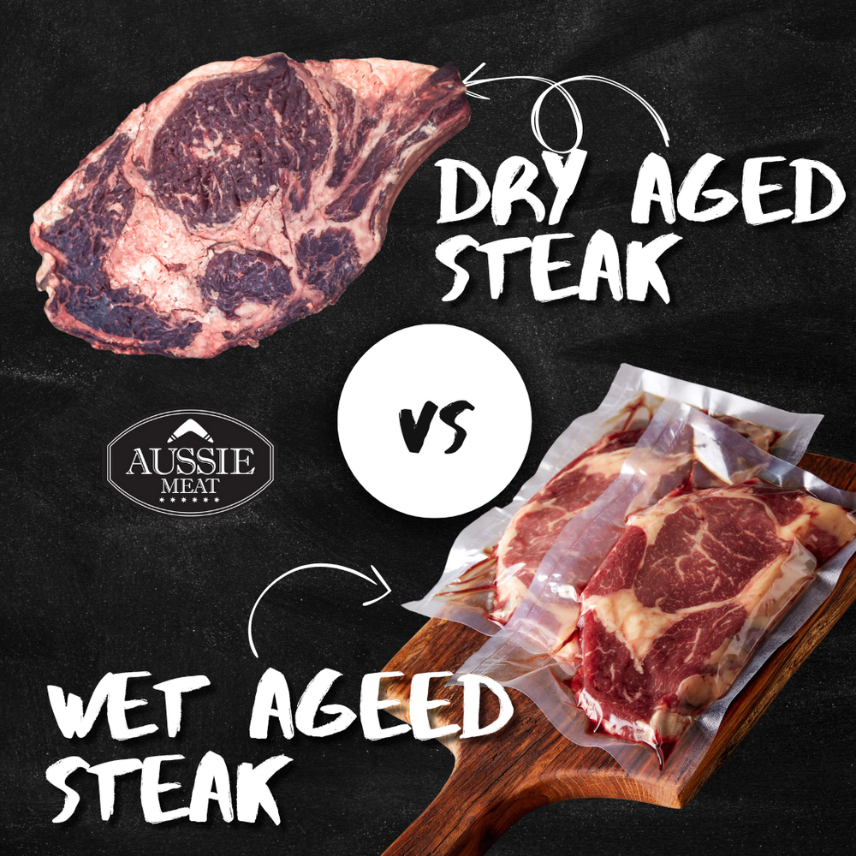 DRY AGED
STEAK
VS
AUSSIE
MEAT
WET AGEED
STEAK